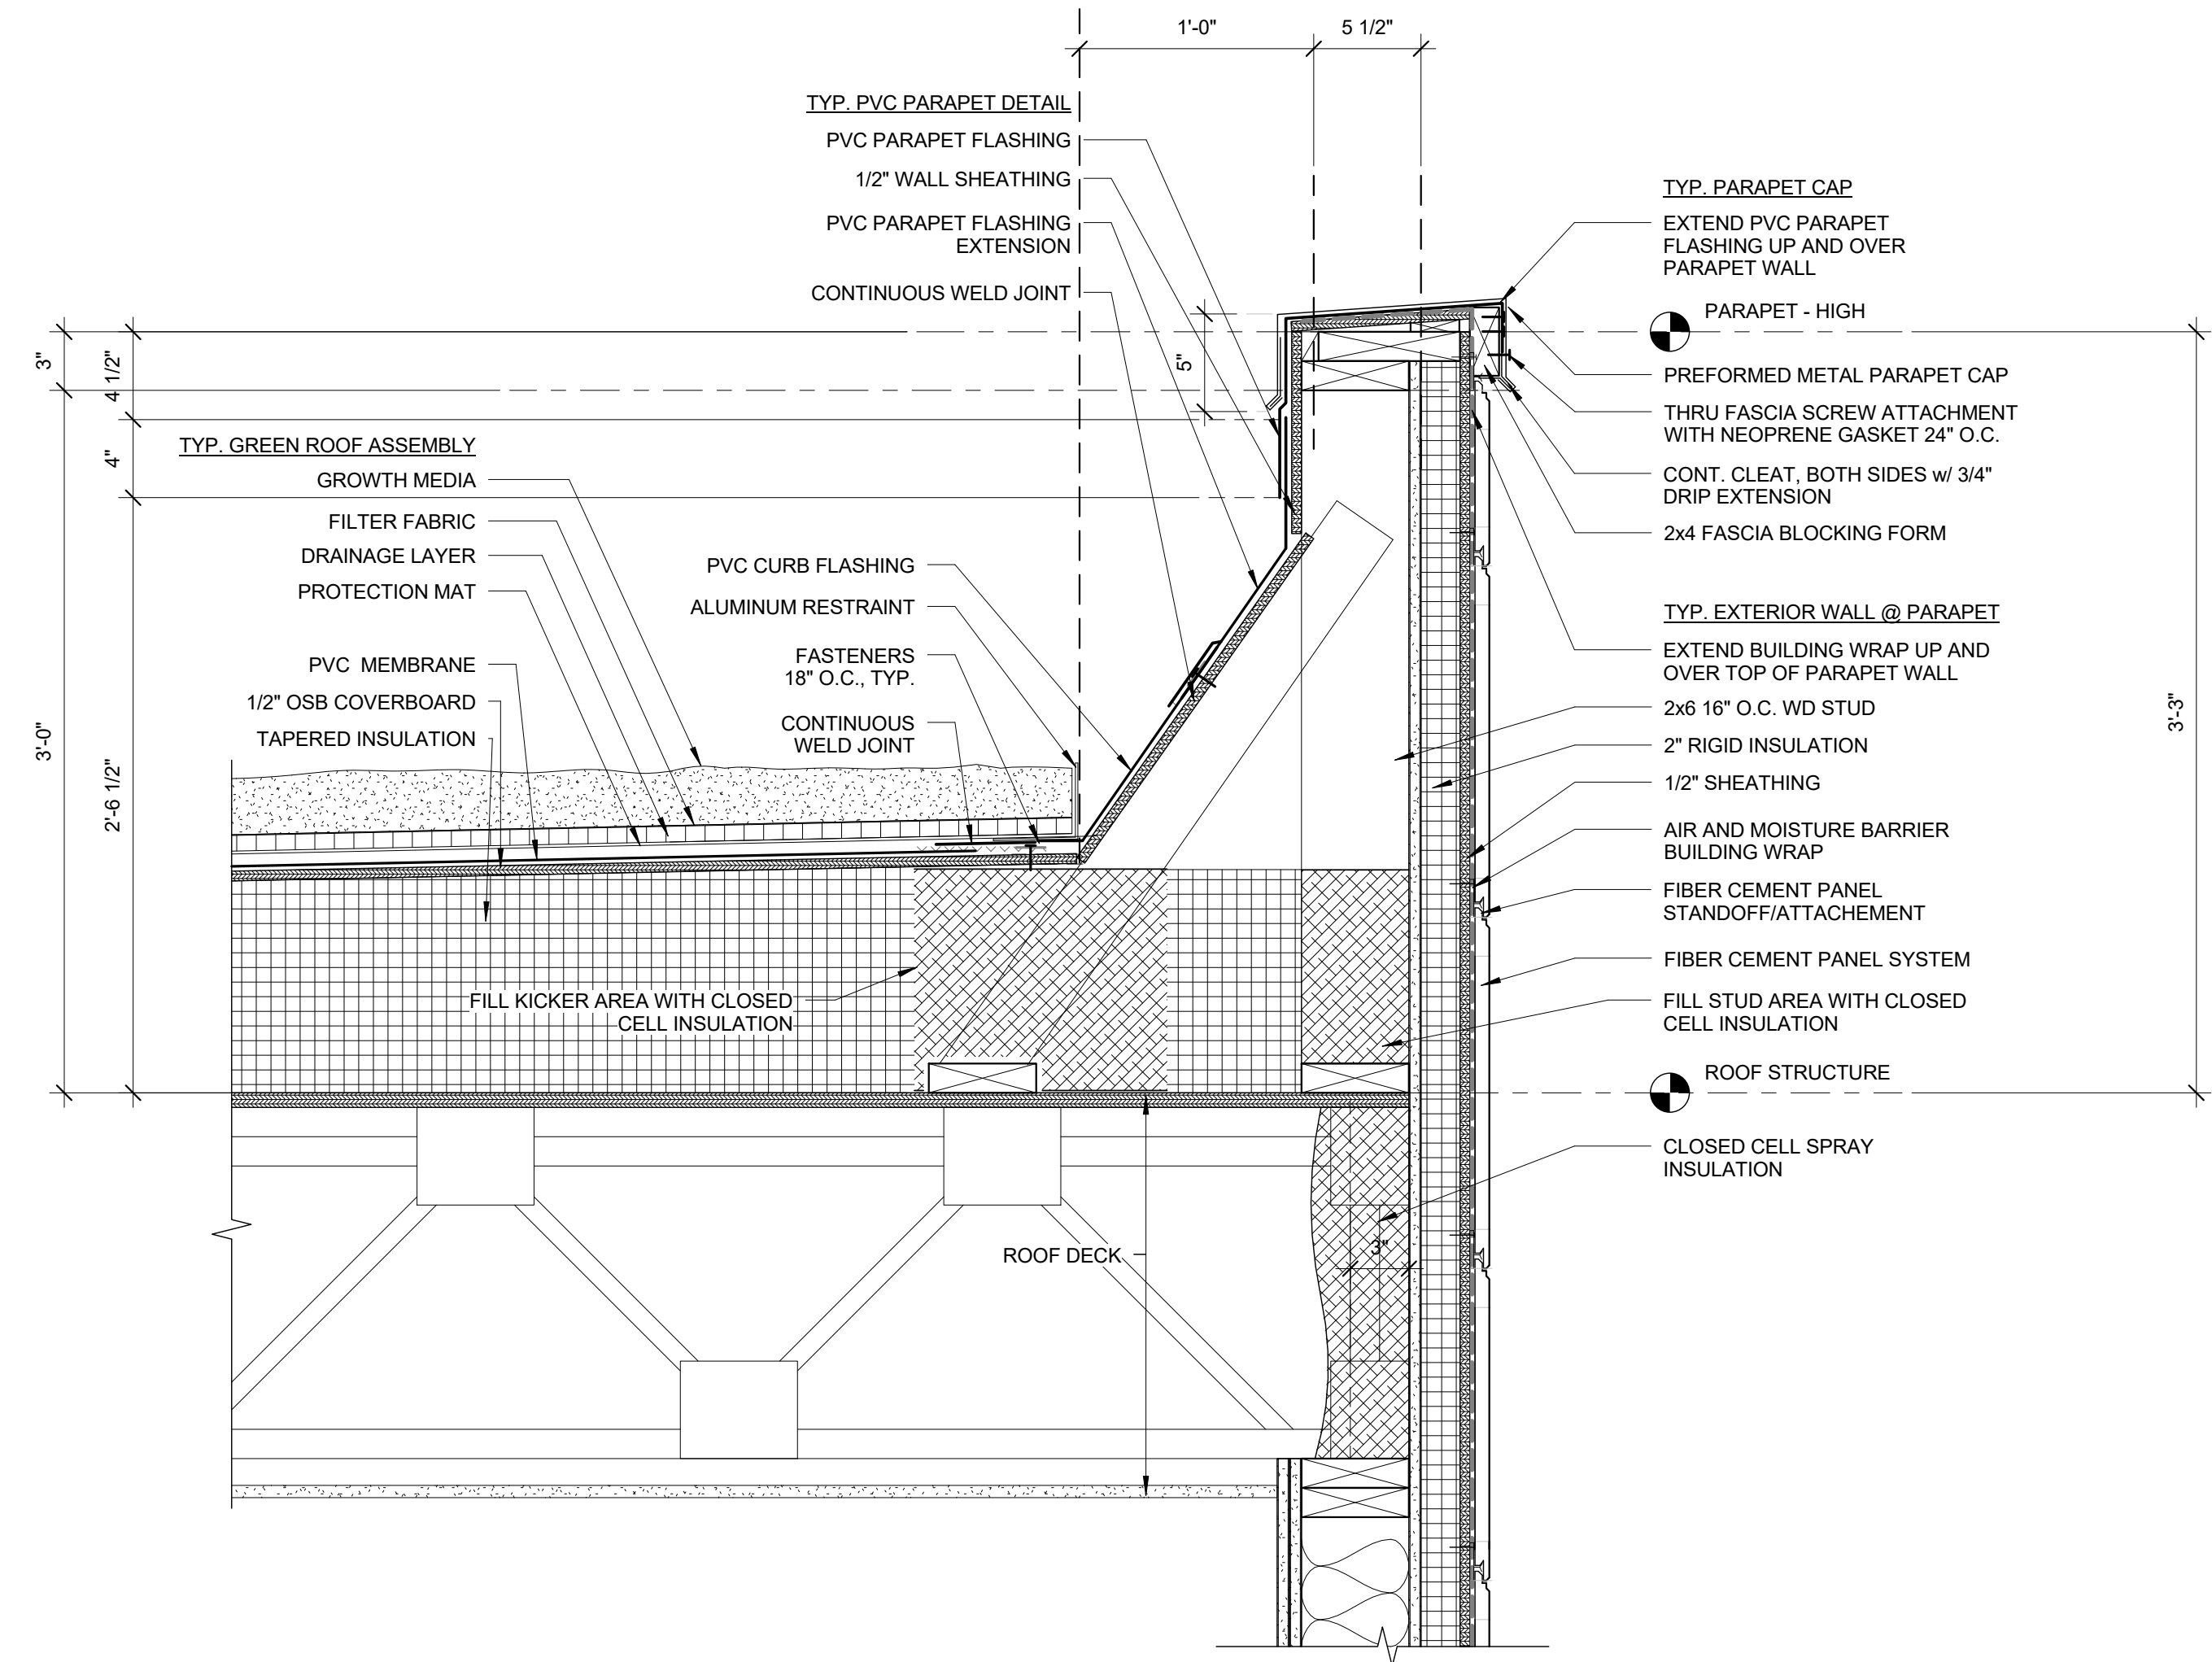 1'-0"
5 1/2"
TYP. PVC PARAPET DETAIL
PVC PARAPET FLASHING
1/2" WALL SHEATHING
PVC PARAPET FLASHING
EXTENSION
CONTINUOUS WELD JOINT
TYP. PARAPET CAP
EXTEND PVC PARAPET
FLASHING UP AND OVER
PARAPET WALL
PARAPET - HIGH
PREFORMED METAL PARAPET CAP
THRU FASCIA SCREW ATTACHMENT
WITH NEOPRENE GASKET 24" O.C.
CONT. CLEAT, BOTH SIDES w/ 3/4"
DRIP EXTENSION
2x4 FASCIA BLOCKING FORM
3"
4 1/2"
4"
5"
3'-0"
2'-6 1/2"
3'-3"
TYP. GREEN ROOF ASSEMBLY
GROWTH MEDIA
FILTER FABRIC
DRAINAGE LAYER
PROTECTION MAT
PVC MEMBRANE
1/2" OSB COVERBOARD
TAPERED INSULATION
PVC CURB FLASHING
ALUMINUM RESTRAINT
FASTENERS
18" O.C., TYP.
CONTINUOUS
WELD JOINT
TYP. EXTERIOR WALL @ PARAPET
EXTEND BUILDING WRAP UP AND
OVER TOP OF PARAPET WALL
2x6 16" O.C. WD STUD
2" RIGID INSULATION
1/2" SHEATHING
AIR AND MOISTURE BARRIER
BUILDING WRAP
FIBER CEMENT PANEL
STANDOFF/ATTACHEMENT
FIBER CEMENT PANEL SYSTEM
FILL STUD AREA WITH CLOSED
CELL INSULATION
FILL KICKER AREA WITH CLOSED
CELL INSULATION
ROOF STRUCTURE
CLOSED CELL SPRAY
INSULATION
3"
ROOF DECK